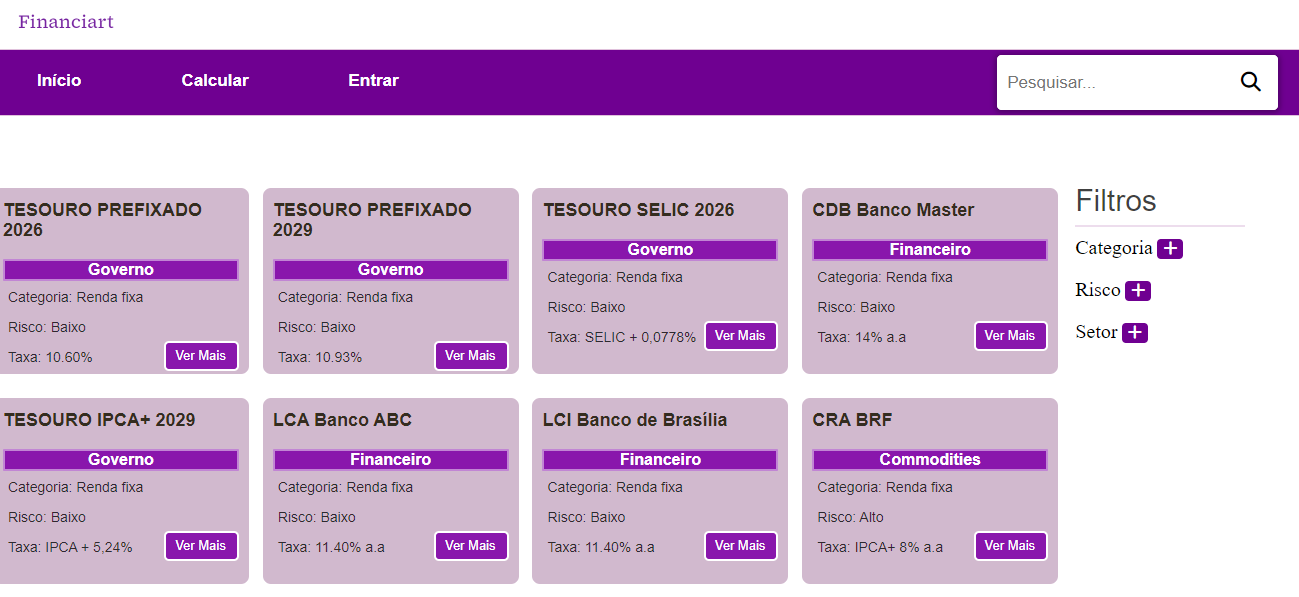 Financiart
Início Calcular Entrar Pesquisar...
TESOURO PREFIXADO
2026
Governo
Categoria: Renda fixa
Risco: Baixo
Taxa: 10.60% Ver Mais
TESOURO PREFIXADO
2029
Governo
Categoria: Renda fixa
Risco: Baixo
Taxa: 10.93% Ver Mais
TESOURO SELIC 2026
Governo
Categoria: Renda fixa
Risco: Baixo
Taxa: SELIC + 0,0778% Ver Mais
CDB Banco Master
Financeiro
Categoria: Renda fixa
Risco: Baixo
Taxa: 14% a.a Ver Mais
Filtros
Categoria +
Risco +
Setor +
TESOURO IPCA+ 2029
Governo
Categoria: Renda fixa
Risco: Baixo
Taxa: IPCA + 5,24% Ver Mais
LCA Banco ABC
Financeiro
Categoria: Renda fixa
Risco: Baixo
Taxa: 11.40% a.a Ver Mais
LCI Banco de Brasília
Financeiro
Categoria: Renda fixa
Risco: Baixo
Taxa: 11.40% a.a Ver Mais
CRA BRF
Commodities
Categoria: Renda fixa
Risco: Alto
Taxa: IPCA+ 8% a.a Ver Mais